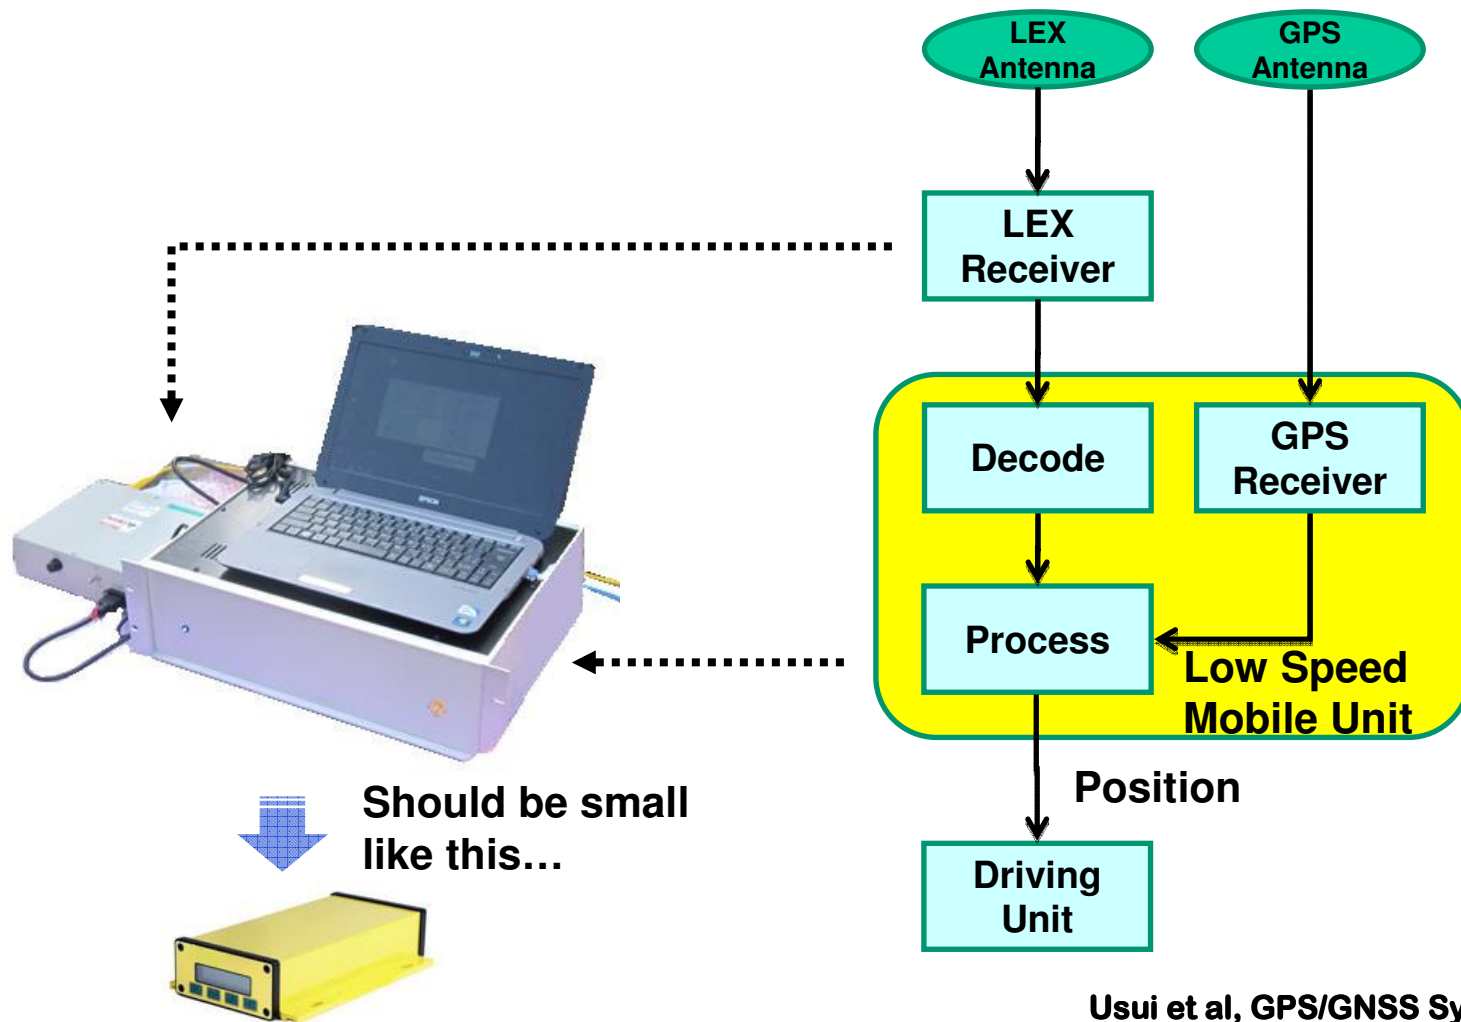 LEX
Antenna
GPS
Antenna
LEX
Receiver
Decode
GPS
Receiver
Process
Low Speed
Mobile Unit
Position
Driving
Unit
Should be small
like this…
EPSON
Usui et al, GPS/GNSS Sy